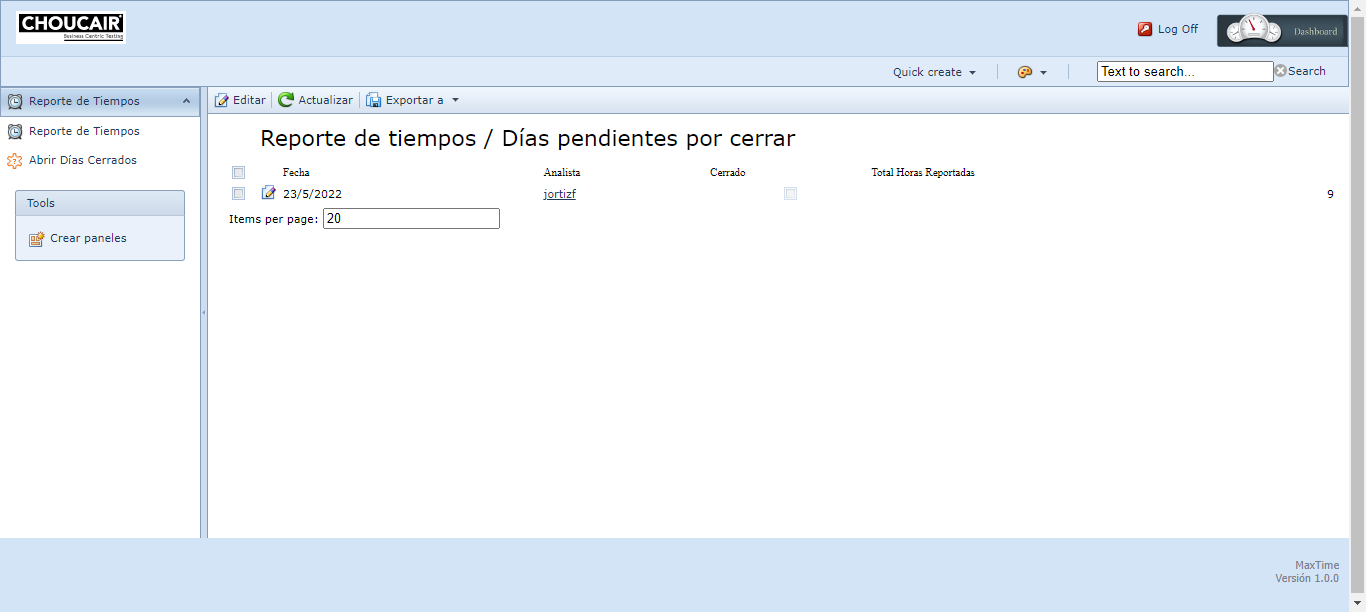 CHOUCAIR
Business Centric Testing
Log Off
Dashboard
Quick create
Text to search...
Search
Reporte de Tiempos
Reporte de Tiempos
Abrir Días Cerrados
Tools
Crear paneles
Editar
Actualizar
Exportar a
Reporte de tiempos / Días pendientes por cerrar
Fecha Analista Cerrado Total Horas Reportadas
23/5/2022 jortizf 9
Items per page: 20
MaxTime
Versión 1.0.0